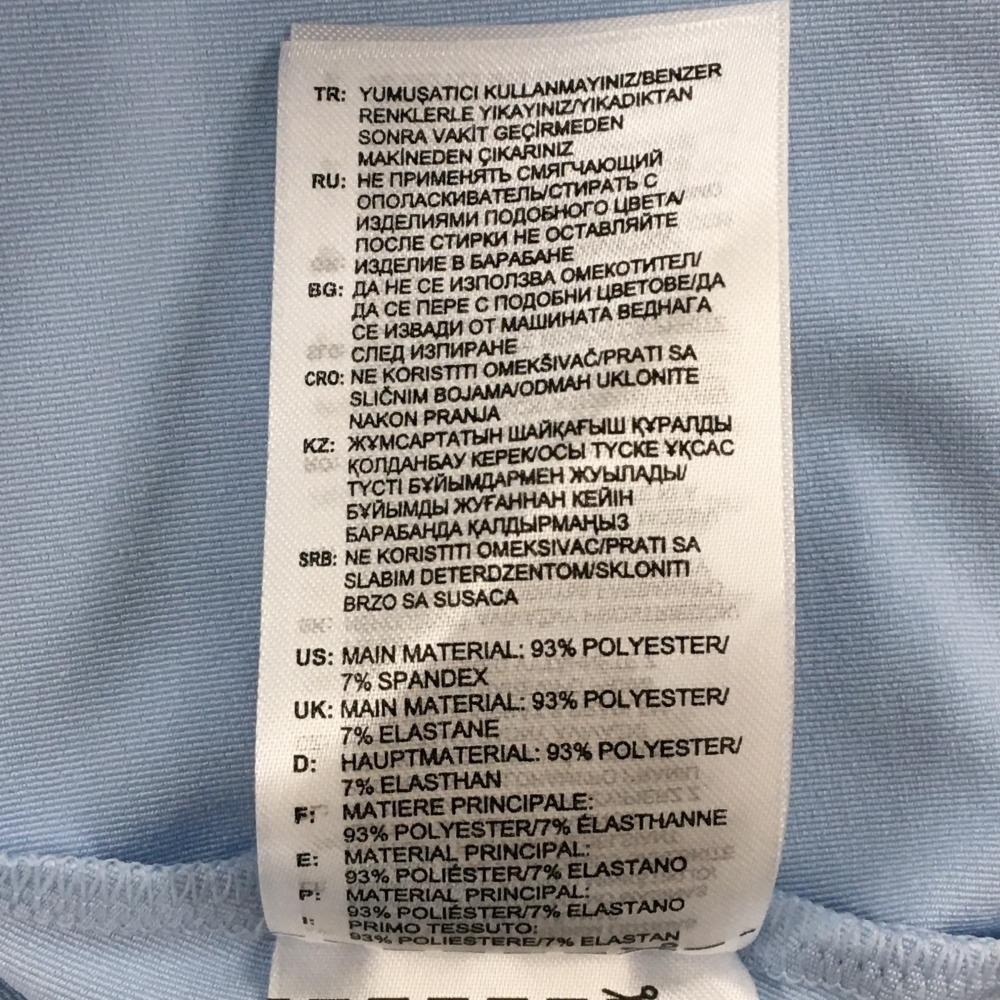 TR: YUMUŞATICI KULLANMAYINIZ/BENZER
RENKLERLE YIKAYINIZ/YIKADIKTAN
SONRA VAKİT GEÇİRMEDEN
MAKİNEDEN ÇIKARINIZ
RU: НЕ ПРИМЕНЯТЬ СМЯГЧАЮЩИЙ
ОПОЛАСКИВАТЕЛЬ/СТИРАТЬ С
ИЗДЕЛИЯМИ ПОДОБНОГО ЦВЕТА/
ПОСЛЕ СТИРКИ НЕ ОСТАВЛЯЙТЕ
ИЗДЕЛИЕ В БАРАБАНЕ
BG: ДА НЕ СЕ ИЗПОЛЗВА ОМЕКОТИТЕЛ/
ДА СЕ ПЕРЕ С ПОДОБНИ ЦВЕТОВЕ/ДА
СЕ ИЗВАДИ ОТ МАШИНАТА ВЕДНАГА
СЛЕД ИЗПИРАНЕ
CRO: NE KORISTITI OMEKŠIVAČ/PRATI SA
SLIČNIM BOJAMA/ODMAH UKLONITE
NAKON PRANJA
KZ: ЖҰМСАРТАТЫН ШАЙҚАҒЫШ ҚҰРАЛДЫ
ҚОЛДАНБАУ КЕРЕК/ОСЫ ТҮСКЕ ҰҚСАС
ТҮСТІ БҰЙЫМДАРМЕН ЖУЫЛАДЫ/
БҰЙЫМДЫ ЖУҒАННАН КЕЙІН
БАРАБАНДА ҚАЛДЫРМАҢЫЗ
SRB: NE KORISTITI OMEKSIVAC/PRATI SA
SLABIM DETERDZENTOM/SKLONITI
BRZO SA SUSACA
US: MAIN MATERIAL: 93% POLYESTER/
7% SPANDEX
UK: MAIN MATERIAL: 93% POLYESTER/
7% ELASTANE
D: HAUPTMATERIAL: 93% POLYESTER/
7% ELASTHAN
F: MATIERE PRINCIPALE:
93% POLYESTER/7% ÉLASTHANNE
E: MATERIAL PRINCIPAL:
93% POLIÉSTER/7% ELASTANO
P: MATERIAL PRINCIPAL:
93% POLIÉSTER/7% ELASTANO
I: PRIMO TESSUTO:
93% POLIESTERE/7% ELASTAN